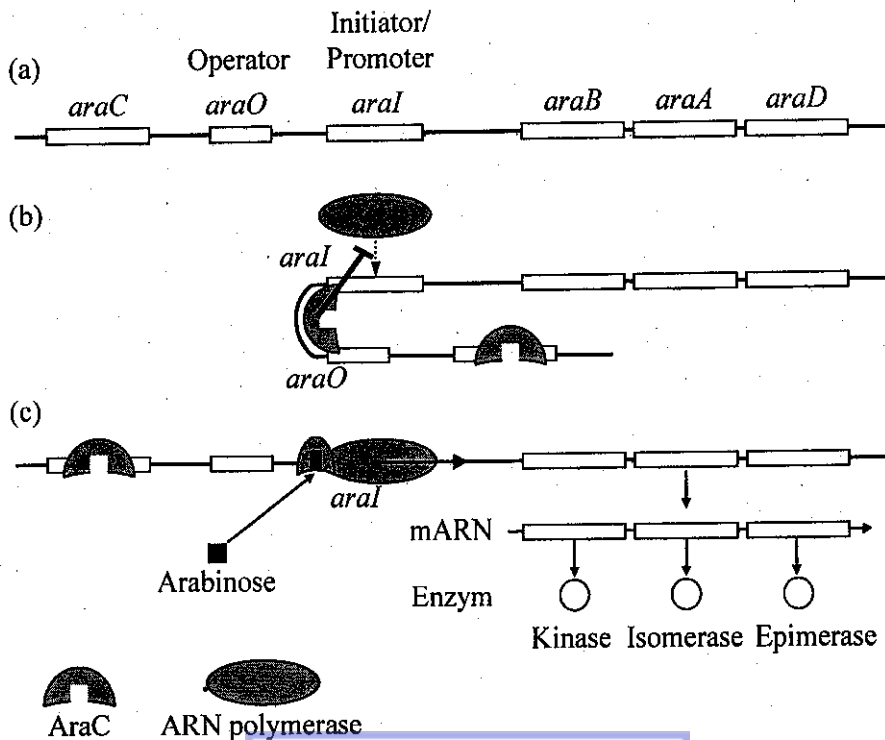 Initiator/
Operator Promoter
(a)
araC araO araI araB araA araD
(b)
araI
araO
(c)
araI
mARN
Arabinose
Enzym
Kinase Isomerase Epimerase
AraC ARN polymerase